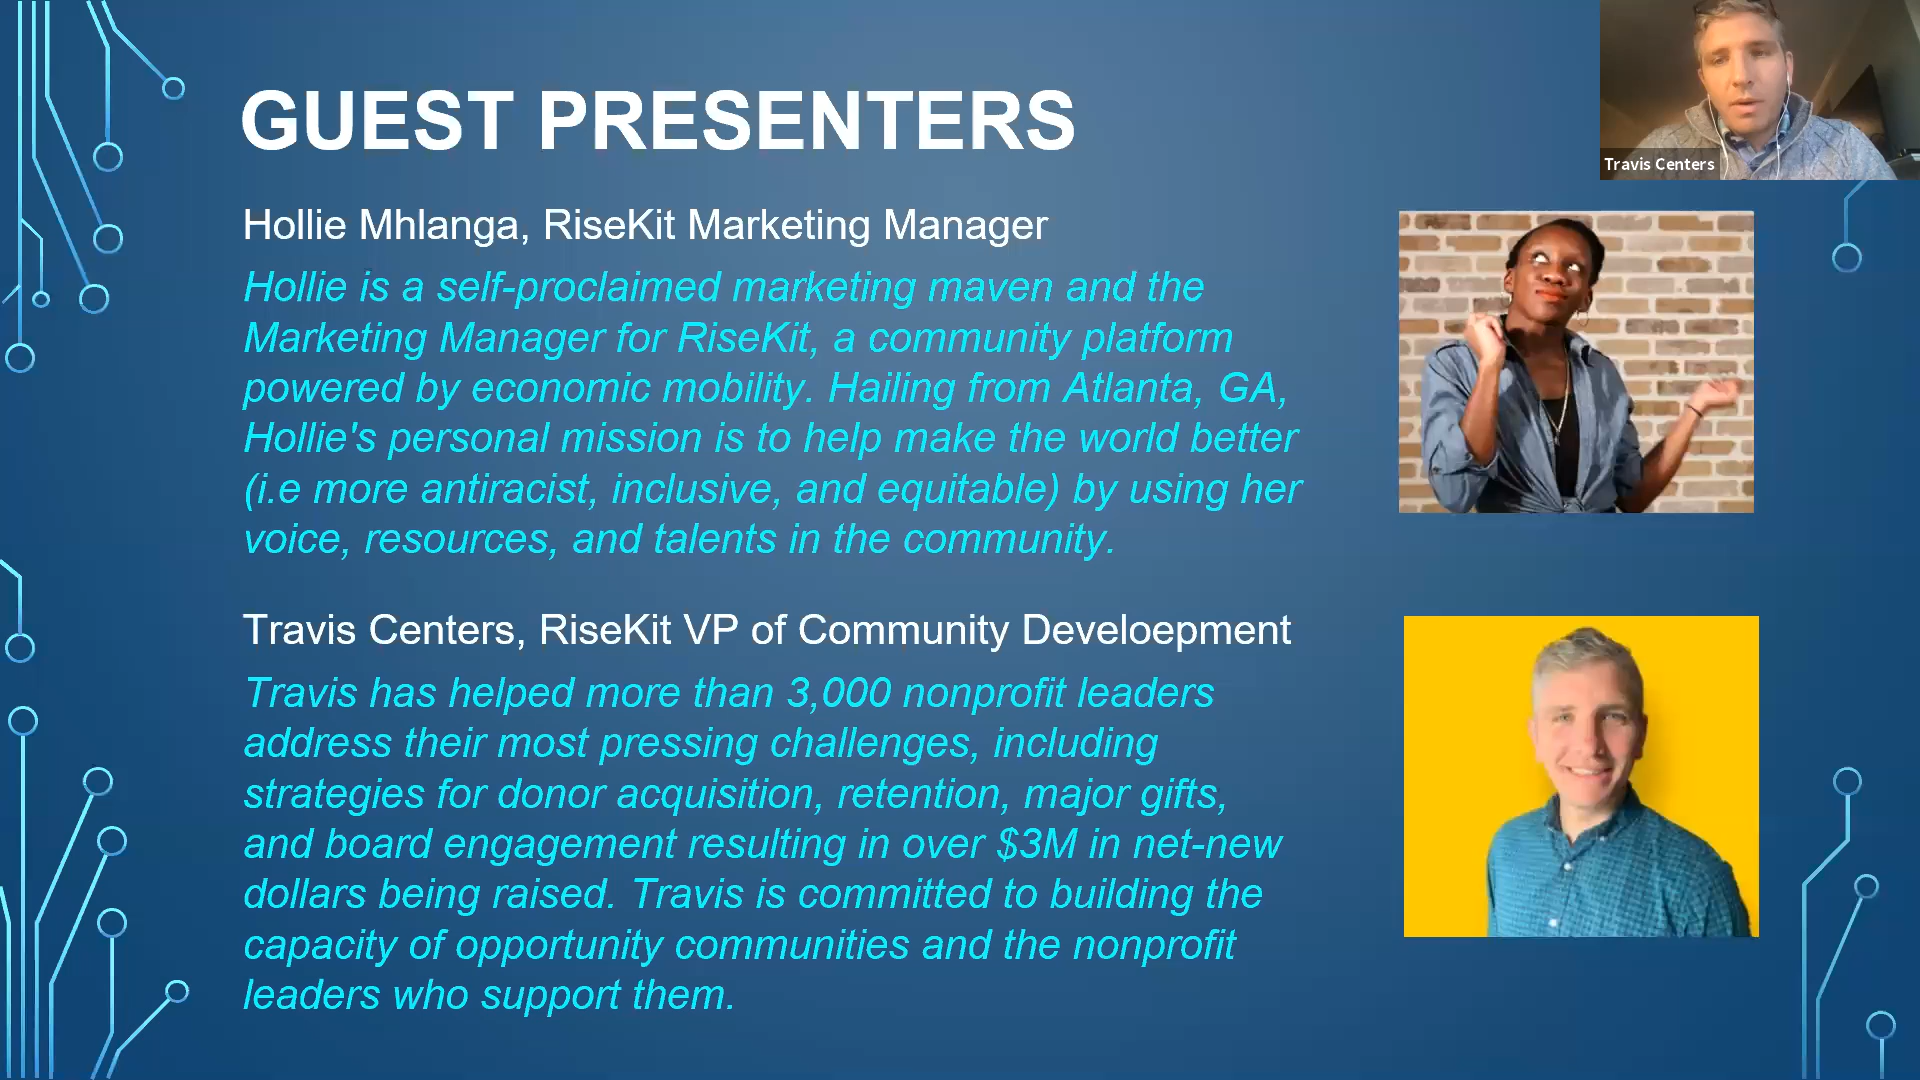 GUEST PRESENTERS
Travis Centers
Hollie Mhlanga, RiseKit Marketing Manager
Hollie is a self-proclaimed marketing maven and the
Marketing Manager for RiseKit, a community platform
powered by economic mobility. Hailing from Atlanta, GA,
Hollie's personal mission is to help make the world better
(i.e more antiracist, inclusive, and equitable) by using her
voice, resources, and talents in the community.
Travis Centers, RiseKit VP of Community Develoepment
Travis has helped more than 3,000 nonprofit leaders
address their most pressing challenges, including
strategies for donor acquisition, retention, major gifts,
and board engagement resulting in over $3M in net-new
dollars being raised. Travis is committed to building the
capacity of opportunity communities and the nonprofit
leaders who support them.